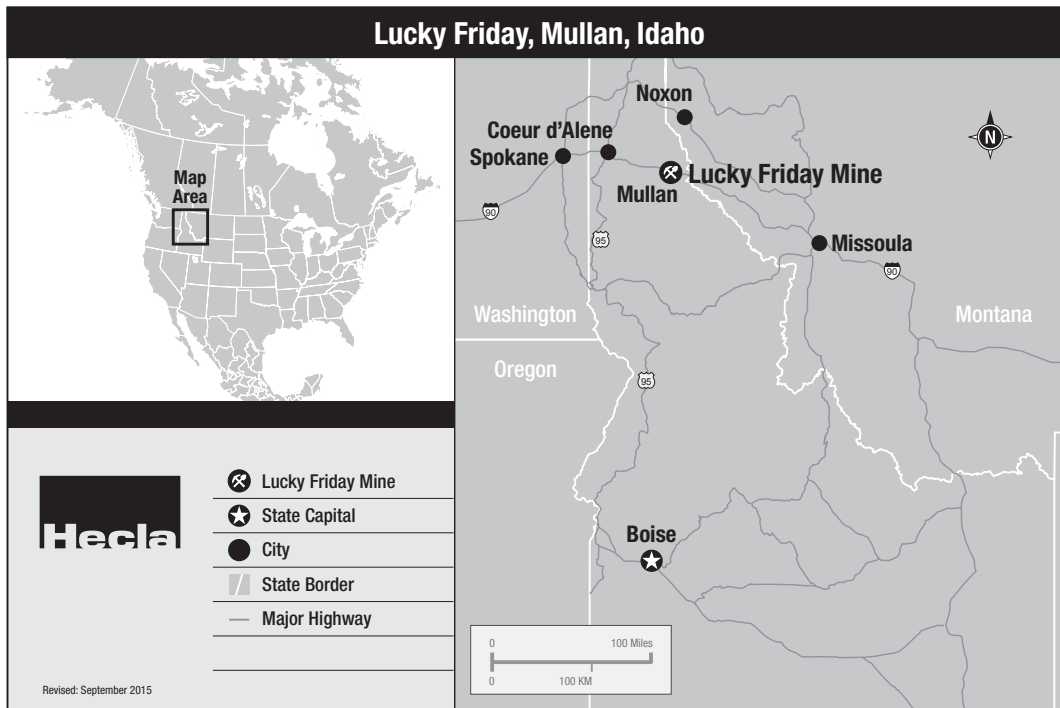 Lucky Friday, Mullan, Idaho
Map
Area
Noxon
Coeur d'Alene
Spokane
Lucky Friday Mine
Mullan
N
90
95
Missoula
90
Washington
Montana
Oregon
95
Boise
0 100 Miles
0 100 KM
Hecla
Lucky Friday Mine
State Capital
City
State Border
Major Highway
Revised: September 2015